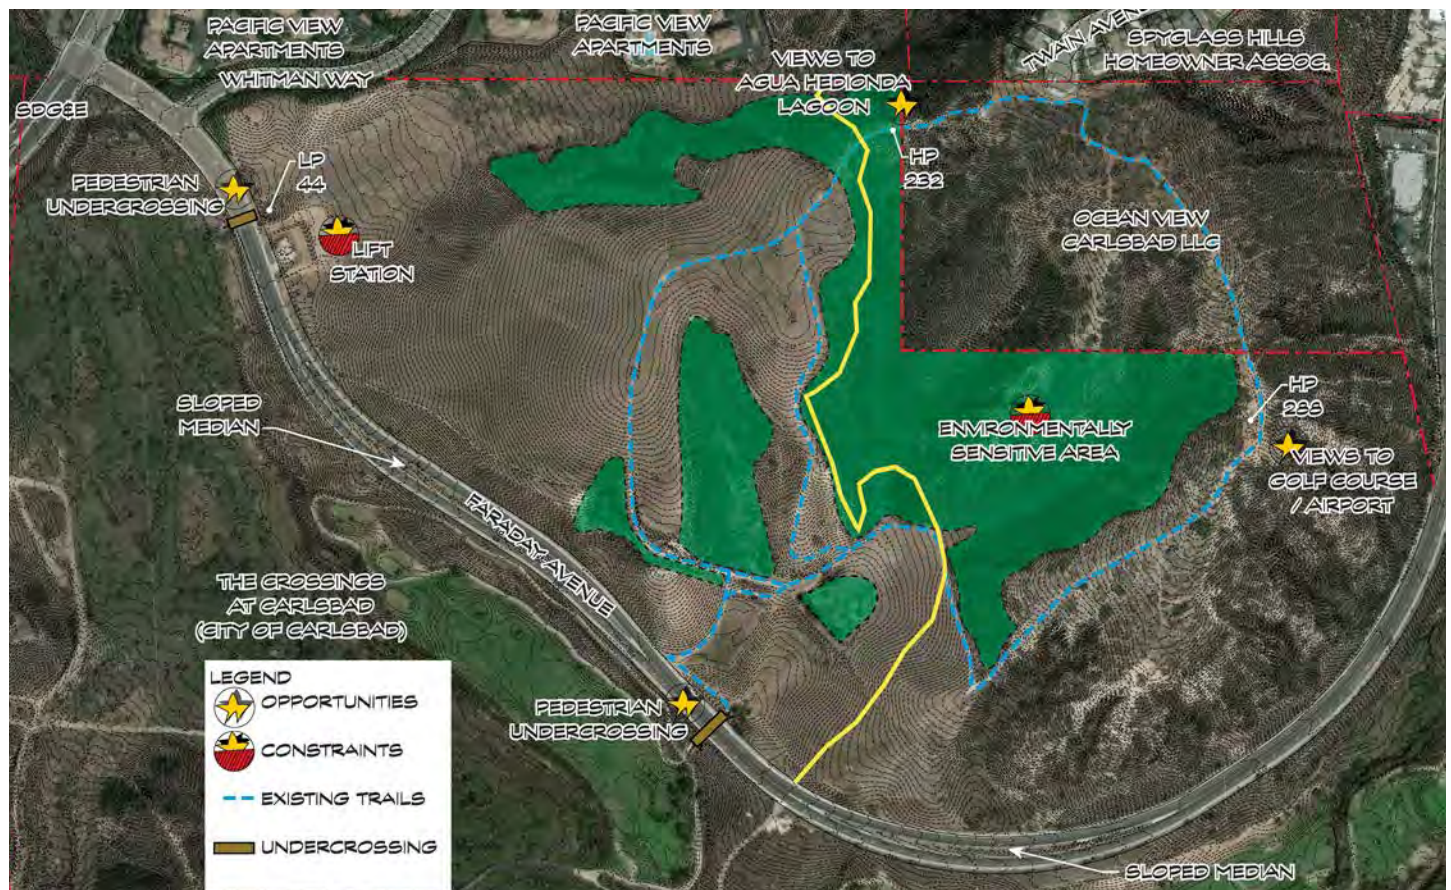 PACIFIC VIEW
APARTMENTS
WHITMAN WAY
SDG&E
PACIFIC VIEW
APARTMENTS
VIEWS TO
AGUA HEDIONDA
LAGOON
TWAIN AVENUE
SPYGLASS HILLS
HOMEOWNER ASSOC.
LP
44
PEDESTRIAN
UNDERCROSSING
LIFT
STATION
HP
232
OCEAN VIEW
CARLSBAD LLC
SLOPED
MEDIAN
HP
288
ENVIRONMENTALLY
SENSITIVE AREA
VIEWS TO
GOLF COURSE
/ AIRPORT
FARADAY AVENUE
THE CROSSINGS
AT CARLSBAD
(CITY OF CARLSBAD)
PEDESTRIAN
UNDERCROSSING
SLOPED MEDIAN
LEGEND
OPPORTUNITIES
CONSTRAINTS
EXISTING TRAILS
UNDERCROSSING